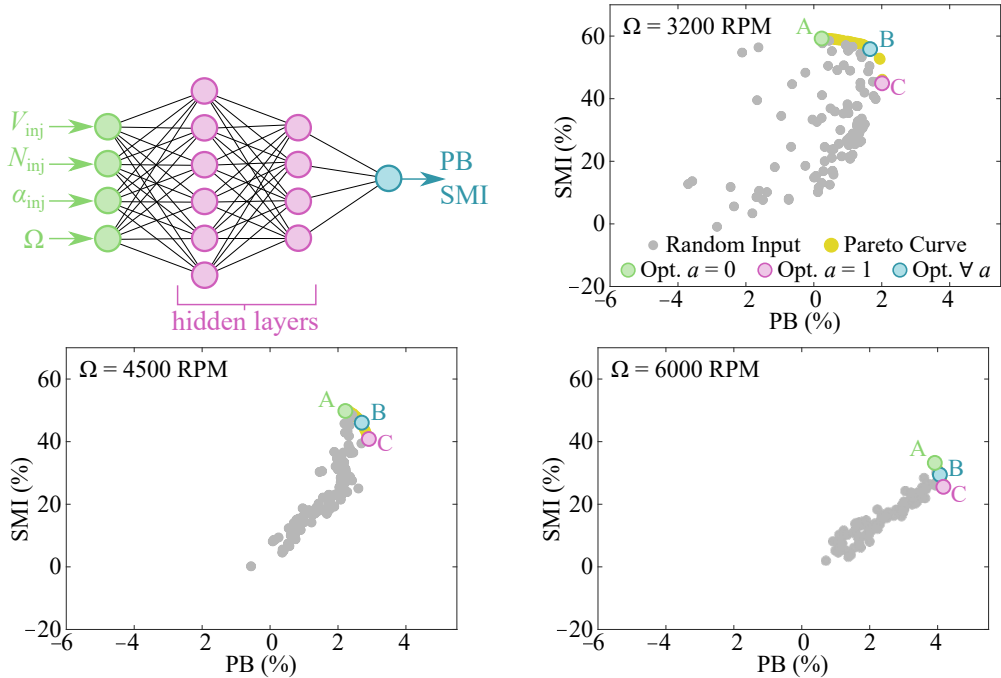 V_inj
N_inj
α_inj
Ω
PB
SMI
hidden layers
Ω = 3200 RPM
A
B
C
SMI (%)
60
40
20
0
−20
Random Input
Pareto Curve
Opt. a = 0
Opt. a = 1
Opt. ∀ a
−6
−4
−2
0
2
4
PB (%)
Ω = 4500 RPM
A
B
C
SMI (%)
60
40
20
0
−20
−4
2
0
2
4
PB (%)
Ω = 6000 RPM
A
B
C
SMI (%)
60
40
20
0
−20
−6
−4
−2
0
2
4
PB (%)